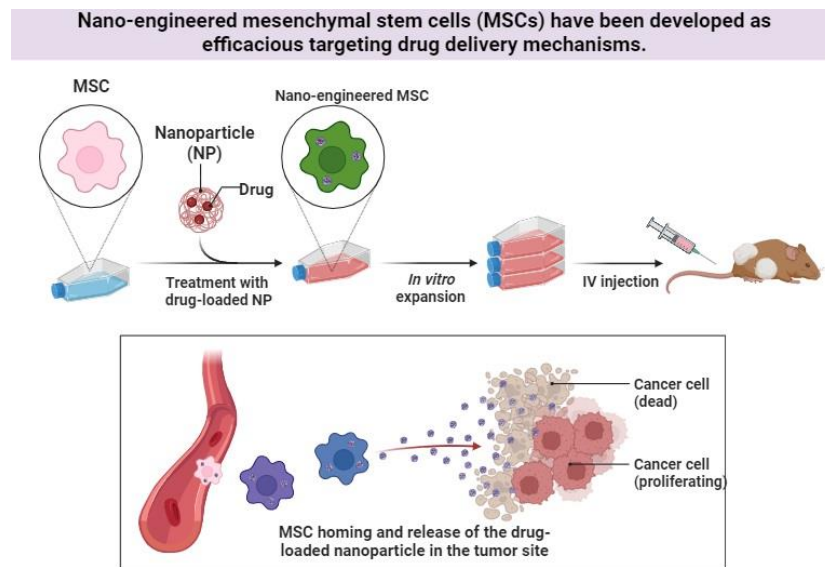 Nano-engineered mesenchymal stem cells (MSCs) have been developed as
efficacious targeting drug delivery mechanisms.
MSC
Nanoparticle
(NP)
Drug
Nano-engineered MSC
Treatment with
drug-loaded NP
In vitro
expansion
IV injection
Cancer cell
(dead)
Cancer cell
(proliferating)
MSC homing and release of the drug-
loaded nanoparticle in the tumor site